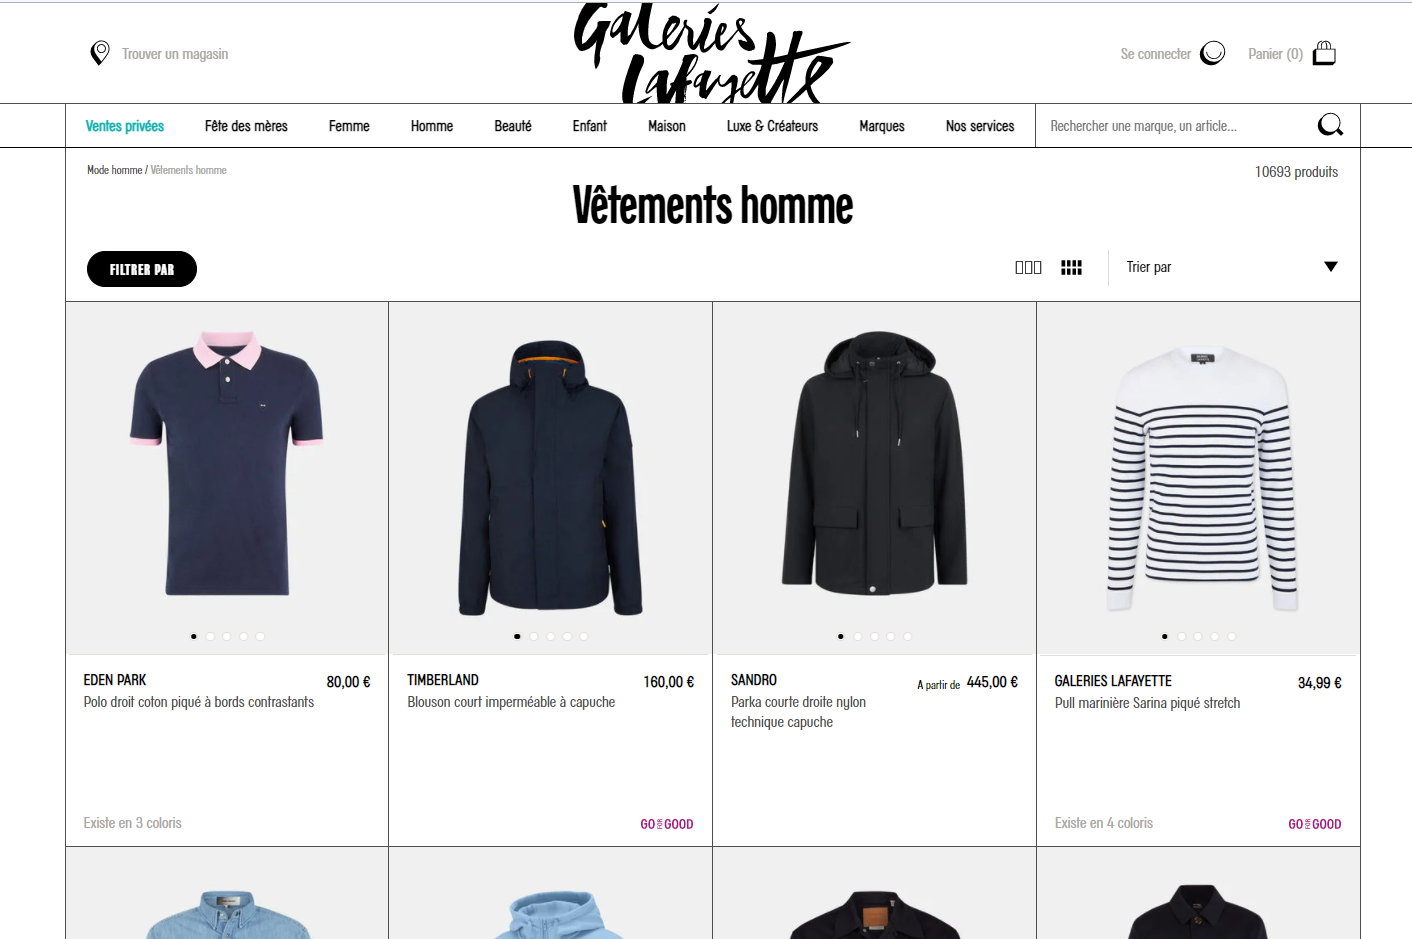 Galeries
Lafayette
Trouver un magasin
Se connecter
Panier (0)
Ventes privées
Fête des mères
Femme
Homme
Beauté
Enfant
Maison
Luxe & Créateurs
Marques
Nos services
Rechercher une marque, un article...
Mode homme / Vêtements homme
10693 produits
Vêtements homme
FILTRER PAR
Trier par
EDEN PARK
80,00 €
Polo droit coton piqué à bords contrastants
Existe en 3 coloris
TIMBERLAND
160,00 €
Blouson court imperméable à capuche
GO FOR GOOD
SANDRO
A partir de 445,00 €
Parka courte droite nylon
technique capuche
GALERIES LAFAYETTE
34,99 €
Pull marinière Sarina piqué stretch
Existe en 4 coloris
GO FOR GOOD